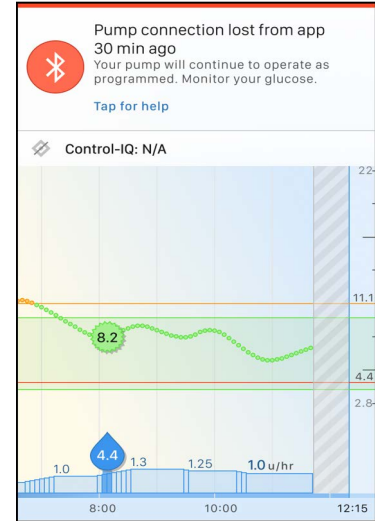 Pump connection lost from app
30 min ago
Your pump will continue to operate as
programmed. Monitor your glucose.
Tap for help
Control-IQ: N/A
22
11.1
8.2
4.4
2.8
4.4
1.0
1.3
1.25
1.0 u/hr
8:00
10:00
12:15